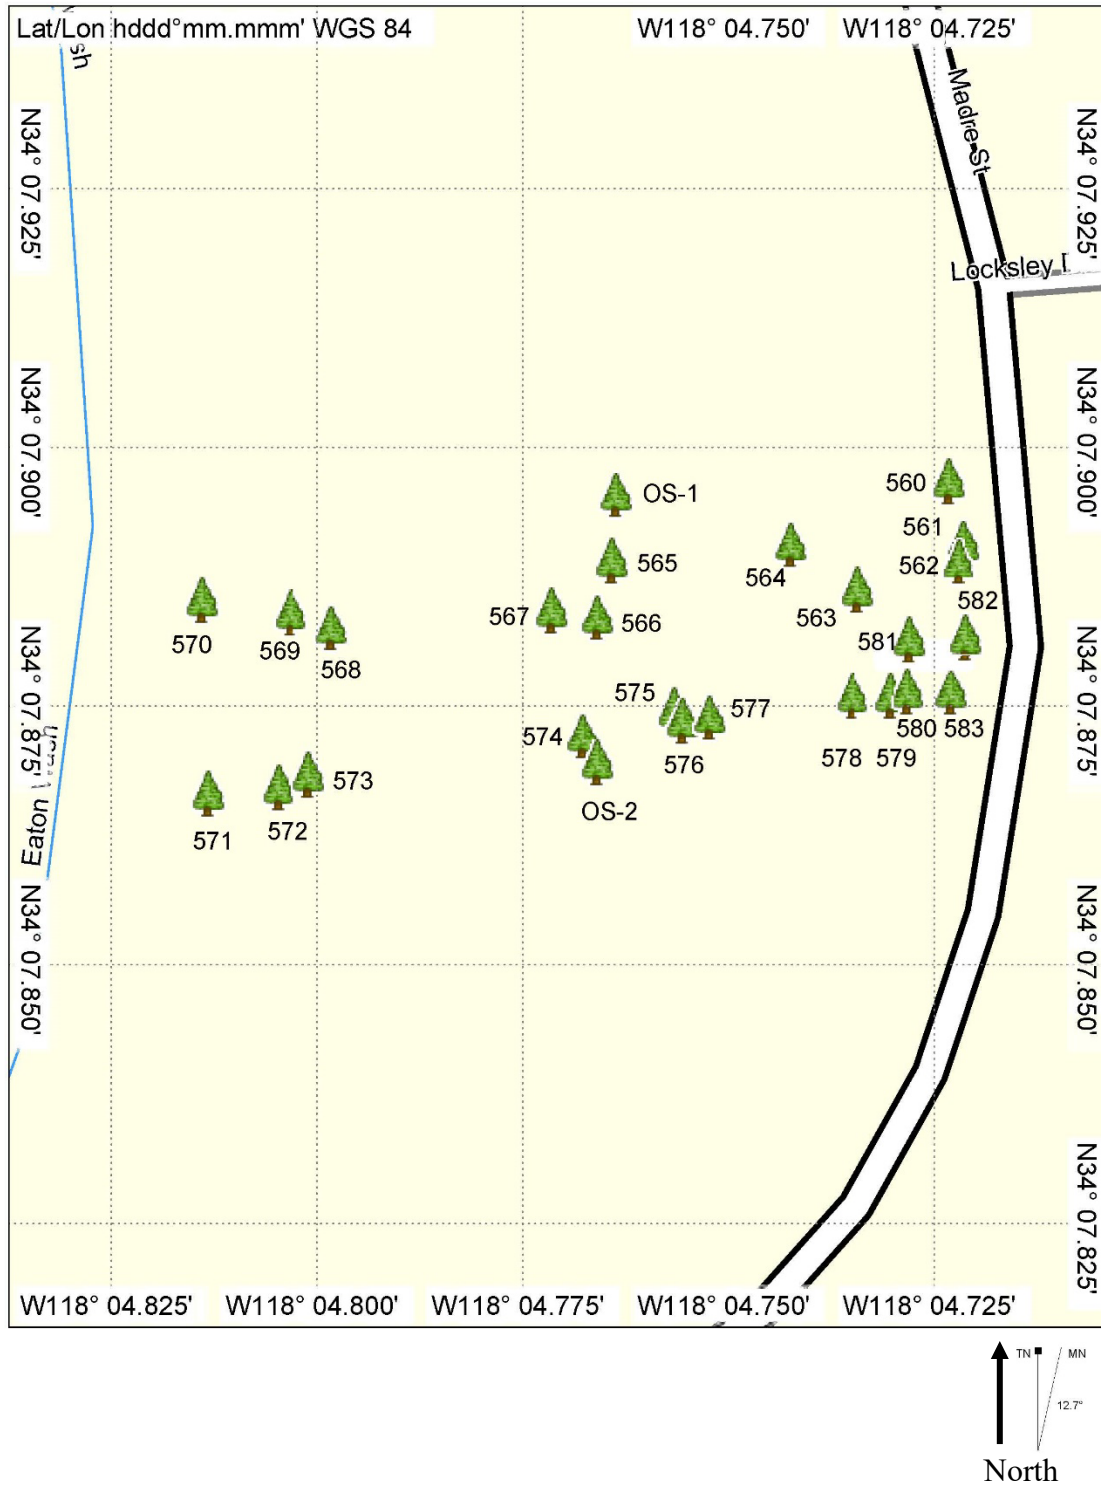 Lat/Lon hddd°mm.mmm' WGS 84
W118° 04.750'
W118° 04.725'
sh
Madre St
N34° 07.925'
N34° 07.925'
Locksley
N34° 07.900'
N34° 07.900'
560
OS-1
561
565
564
562
563
582
570
569
568
567
566
581
N34° 07.875'
N34° 07.875'
575
577
574
576
578
579
580
583
573
571
572
OS-2
Eaton
N34° 07.850'
N34° 07.850'
N34° 07.825'
W118° 04.825'
W118° 04.800'
W118° 04.775'
W118° 04.750'
W118° 04.725'
TN
MN
12.7°
North